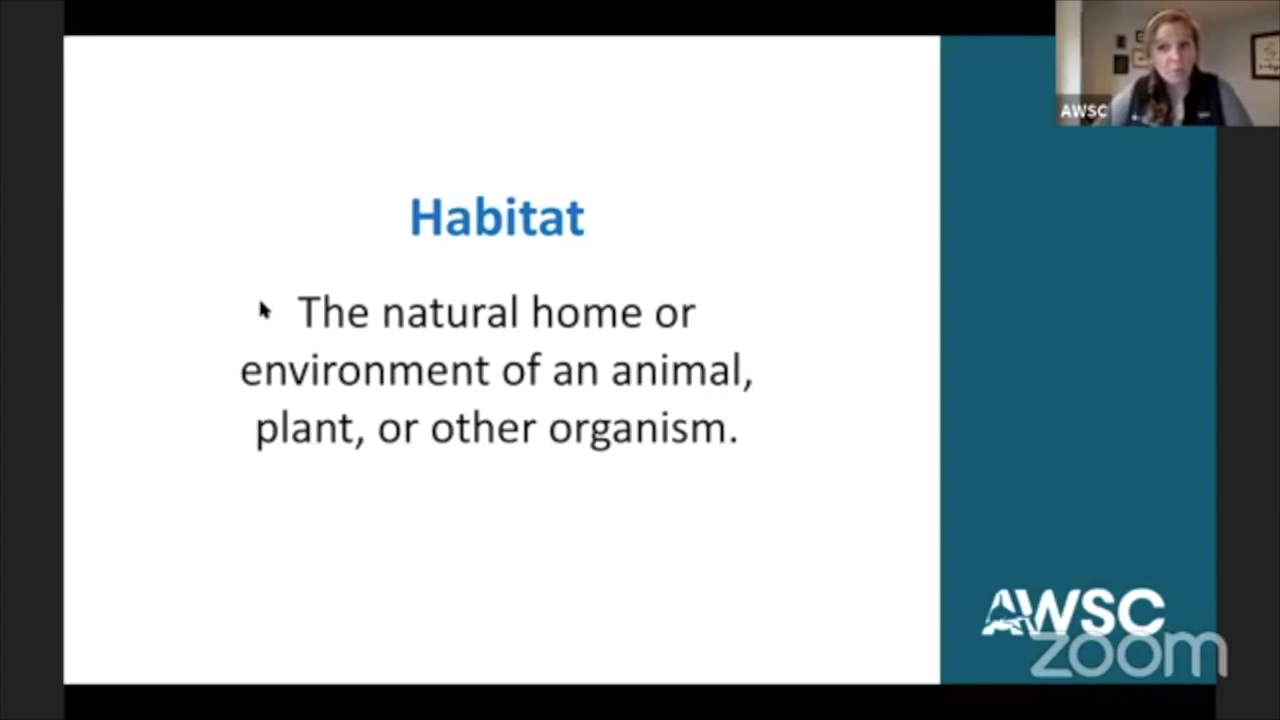 AWSC
Habitat
The natural home or
environment of an animal,
plant, or other organism.
AWSC
zoom